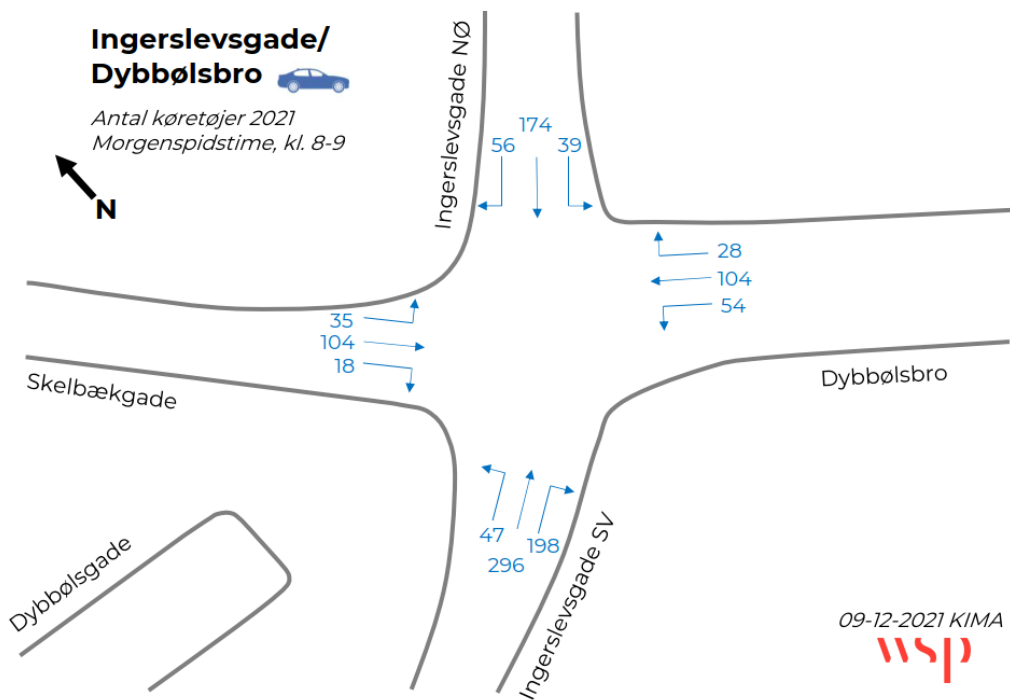 Ingerslevsgade/
Dybbølsbro
Antal køretøjer 2021
Morgenspidstime, kl. 8-9
N
Ingerslevsgade NØ
174
56
39
28
104
54
35
104
18
Skelbækgade
Dybbølsbro
47
296
198
Ingerslevsgade SV
Dybbølsgade
09-12-2021 KIMA
wsp